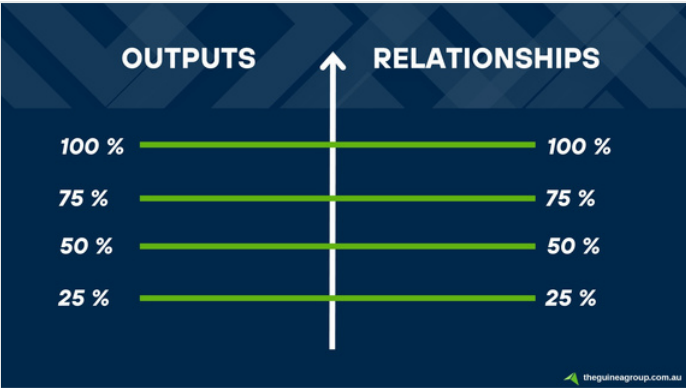 OUTPUTS RELATIONSHIPS
100 % 100 %
75 % 75 %
50 % 50 %
25 % 25 %
theguineagroup.com.au